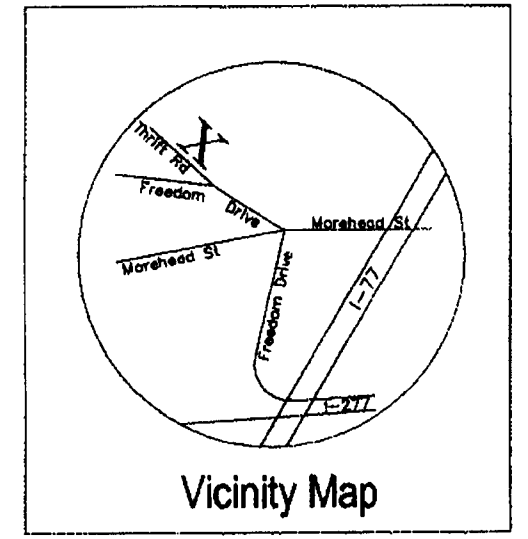 Thrift Rd
X
Freedom Drive
Morehead St
Morehead St
Freedom Drive
I-77
I-277
Vicinity Map